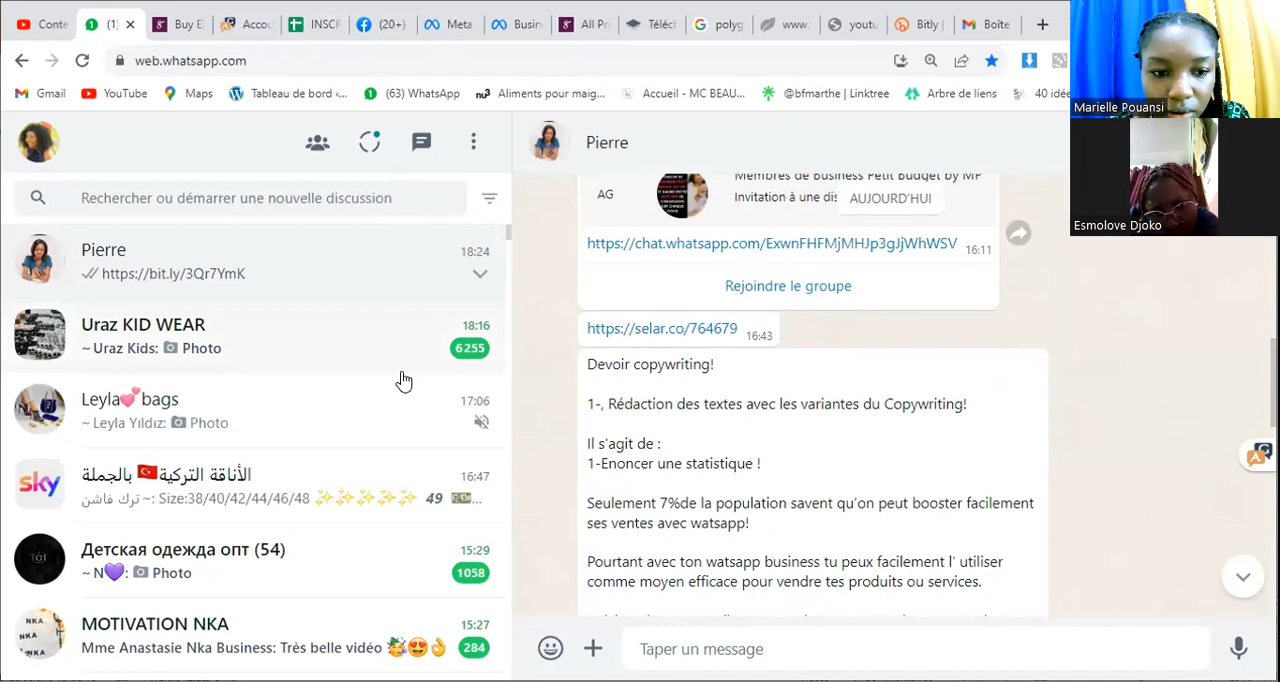 Conte
(1)
Buy E
Accou
INSCR
(20+)
Meta
Busin
All Pr
Téléch
polyg
www.
youtu
Bitly |
Boîte
web.whatsapp.com
Gmail
YouTube
Maps
Tableau de bord ‹...
(63) WhatsApp
Aliments pour maig...
Accueil - MC BEAU...
@bfmarthe | Linktree
Arbre de liens
40 idée
Marielle Pouansi
Esmolove Djoko
Rechercher ou démarrer une nouvelle discussion
Pierre
18:24
https://bit.ly/3Qr7YmK
Uraz KID WEAR
18:16
~ Uraz Kids: 📷 Photo
6255
Leyla💕bags
17:06
~ Leyla Yıldız: 📷 Photo
sky
الأناقة التركية🇹🇷 بالجملة
16:47
ترك فاشن ~: Size:38/40/42/44/46/48 ✨✨✨✨✨ 49 💵...
Детская одежда опт (54)
15:29
~ N💜: 📷 Photo
1058
NKA
NKA
NKA
MOTIVATION NKA
15:27
Mme Anastasie Nka Business: Très belle vidéo 🥳😍👌
284
Pierre
AG
Membres de Business Petit Budget by MP
Invitation à une dis
AUJOURD'HUI
https://chat.whatsapp.com/ExwnFHFMjMHJp3gJjWhWSV
16:11
Rejoindre le groupe
https://selar.co/764679
16:43
Devoir copywriting!
1-, Rédaction des textes avec les variantes du Copywriting!
Il s'agit de :
1-Enoncer une statistique !
Seulement 7%de la population savent qu'on peut booster facilement
ses ventes avec watsapp!
Pourtant avec ton watsapp business tu peux facilement l' utiliser
comme moyen efficace pour vendre tes produits ou services.
Taper un message